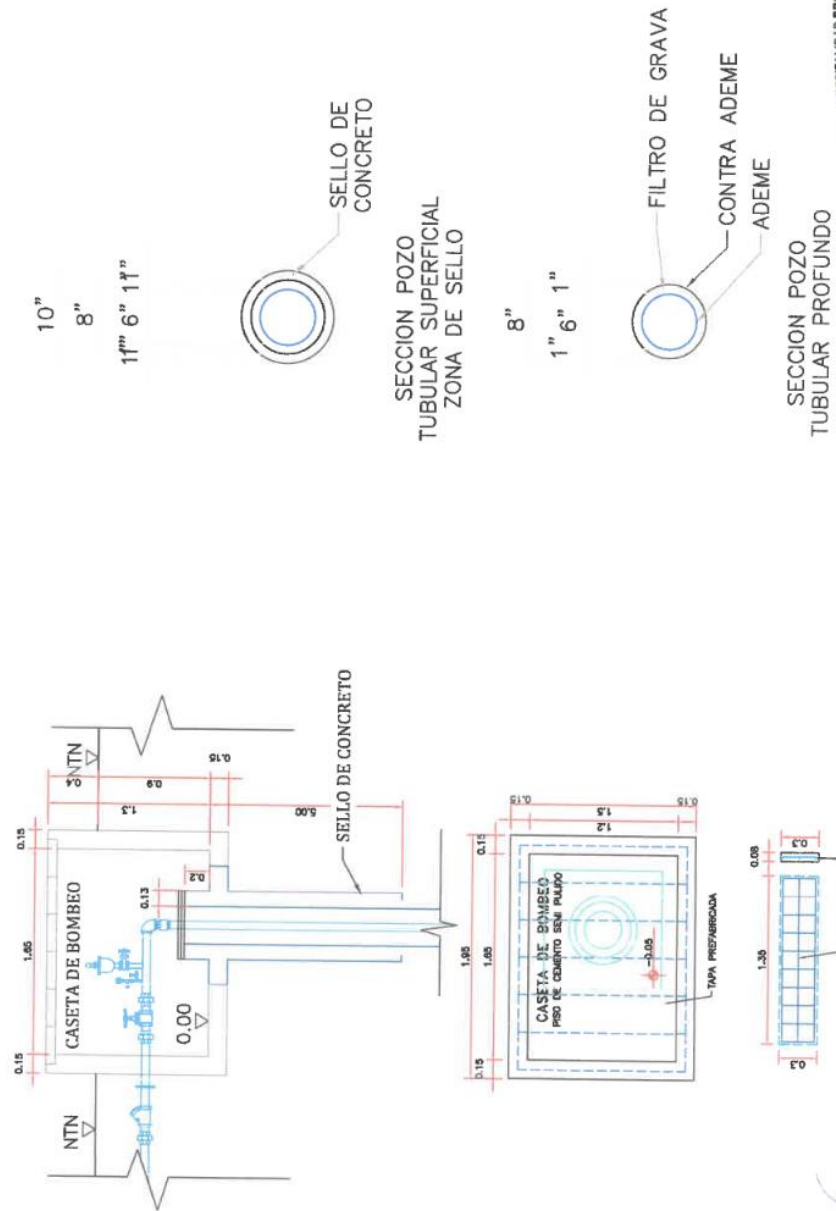 10"
8"
11"" 6" 11""
SELLO DE
CONCRETO
SECCION POZO
TUBULAR SUPERFICIAL
ZONA DE SELLO
8"
1" 6" 1"
FILTRO DE GRAVA
CONTRA ADEME
ADEME
SECCION POZO
TUBULAR PROFUNDO
0.15
1.65
0.15
CASETA DE BOMBEO
NTN
NTN
0.00
0.13
0.2
0.4
0.9
1.3
0.15
5.00
SELLO DE CONCRETO
1.95
0.15
1.65
0.15
CASETA DE BOMBEO
PISO DE CEMENTO SEMI PULIDO
-0.05
TAPA PREFABRICADA
0.15
1.2
1.5
0.15
1.35
0.3
0.08
0.3